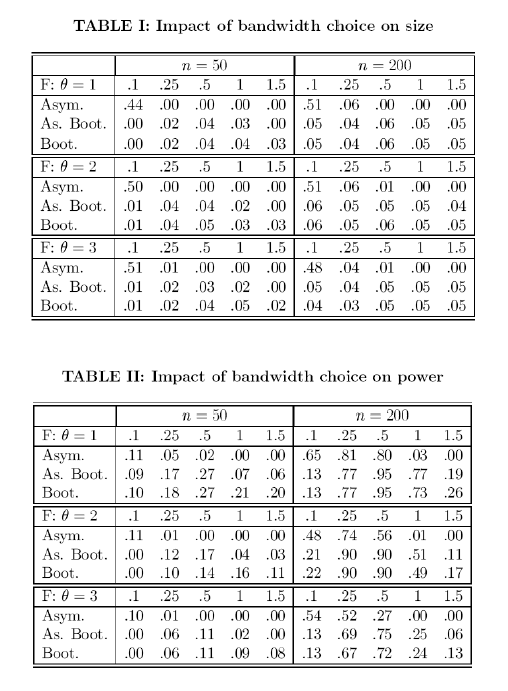 TABLE I: Impact of bandwidth choice on size
n = 50 n = 200
F: θ = 1 .1 .25 .5 1 1.5 .1 .25 .5 1 1.5
Asym. .44 .00 .00 .00 .00 .51 .06 .00 .00 .00
As. Boot. .00 .02 .04 .03 .00 .05 .04 .06 .05 .05
Boot. .00 .02 .04 .04 .03 .05 .04 .06 .05 .05
F: θ = 2 .1 .25 .5 1 1.5 .1 .25 .5 1 1.5
Asym. .50 .00 .00 .00 .00 .51 .06 .01 .00 .00
As. Boot. .01 .04 .04 .02 .00 .06 .05 .05 .05 .04
Boot. .01 .04 .05 .03 .03 .06 .05 .06 .05 .05
F: θ = 3 .1 .25 .5 1 1.5 .1 .25 .5 1 1.5
Asym. .51 .01 .00 .00 .00 .48 .04 .01 .00 .00
As. Boot. .01 .02 .03 .02 .00 .05 .04 .05 .05 .05
Boot. .01 .02 .04 .05 .02 .04 .03 .05 .05 .05
TABLE II: Impact of bandwidth choice on power
n = 50 n = 200
F: θ = 1 .1 .25 .5 1 1.5 .1 .25 .5 1 1.5
Asym. .11 .05 .02 .00 .00 .65 .81 .80 .03 .00
As. Boot. .09 .17 .27 .07 .06 .13 .77 .95 .77 .19
Boot. .10 .18 .27 .21 .20 .13 .77 .95 .73 .26
F: θ = 2 .1 .25 .5 1 1.5 .1 .25 .5 1 1.5
Asym. .11 .01 .00 .00 .00 .48 .74 .56 .01 .00
As. Boot. .00 .12 .17 .04 .03 .21 .90 .90 .51 .11
Boot. .00 .10 .14 .16 .11 .22 .90 .90 .49 .17
F: θ = 3 .1 .25 .5 1 1.5 .1 .25 .5 1 1.5
Asym. .10 .01 .00 .00 .00 .54 .52 .27 .00 .00
As. Boot. .00 .06 .11 .02 .00 .13 .69 .75 .25 .06
Boot. .00 .06 .11 .09 .08 .13 .67 .72 .24 .13